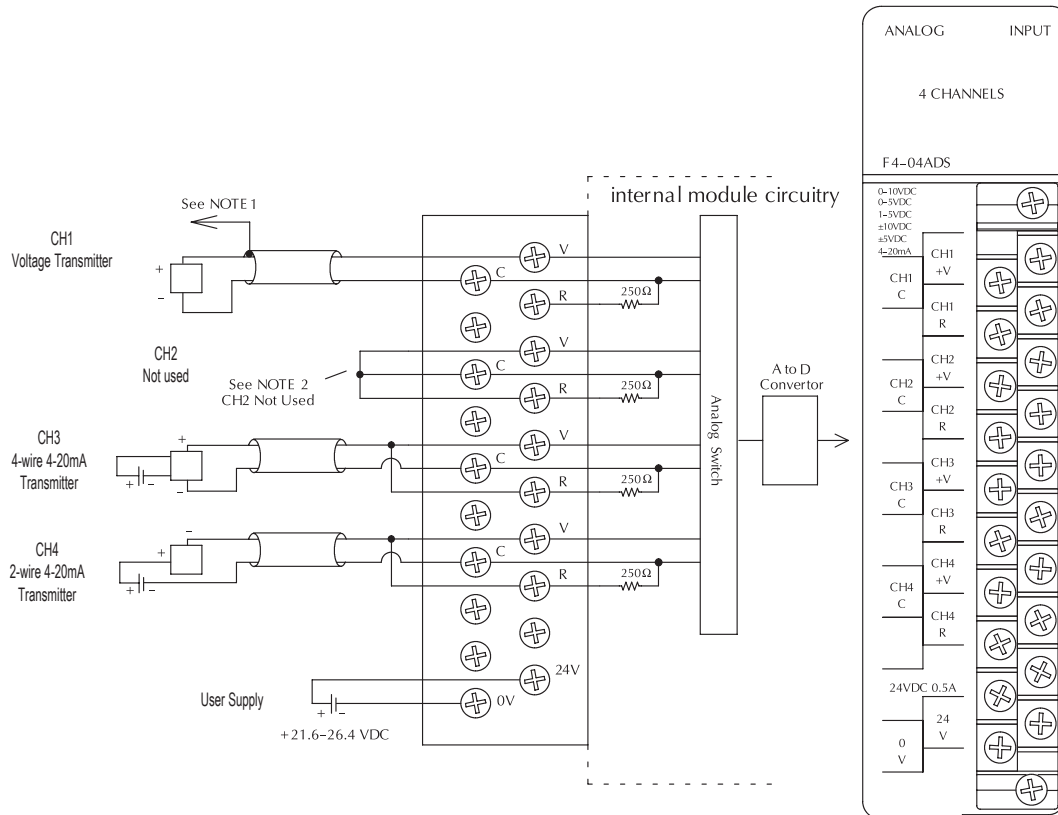 ANALOG INPUT
4 CHANNELS
F4-04ADS
internal module circuitry
See NOTE 1
CH1
Voltage Transmitter
+
–
V
C
R
250Ω
CH2
Not used
See NOTE 2
CH2 Not Used
V
C
R
250Ω
CH3
4-wire 4-20mA
Transmitter
+
–
+ –
V
C
R
250Ω
CH4
2-wire 4-20mA
Transmitter
–
+
+ –
V
C
R
250Ω
Analog Switch
A to D
Convertor
User Supply
+ –
+21.6–26.4 VDC
24V
0V
0–10VDC
0–5VDC
1–5VDC
±10VDC
±5VDC
4–20mA
CH1
+V
CH1
C
CH1
R
CH2
+V
CH2
C
CH2
R
CH3
+V
CH3
C
CH3
R
CH4
+V
CH4
C
CH4
R
24VDC 0.5A
24
V
0
V